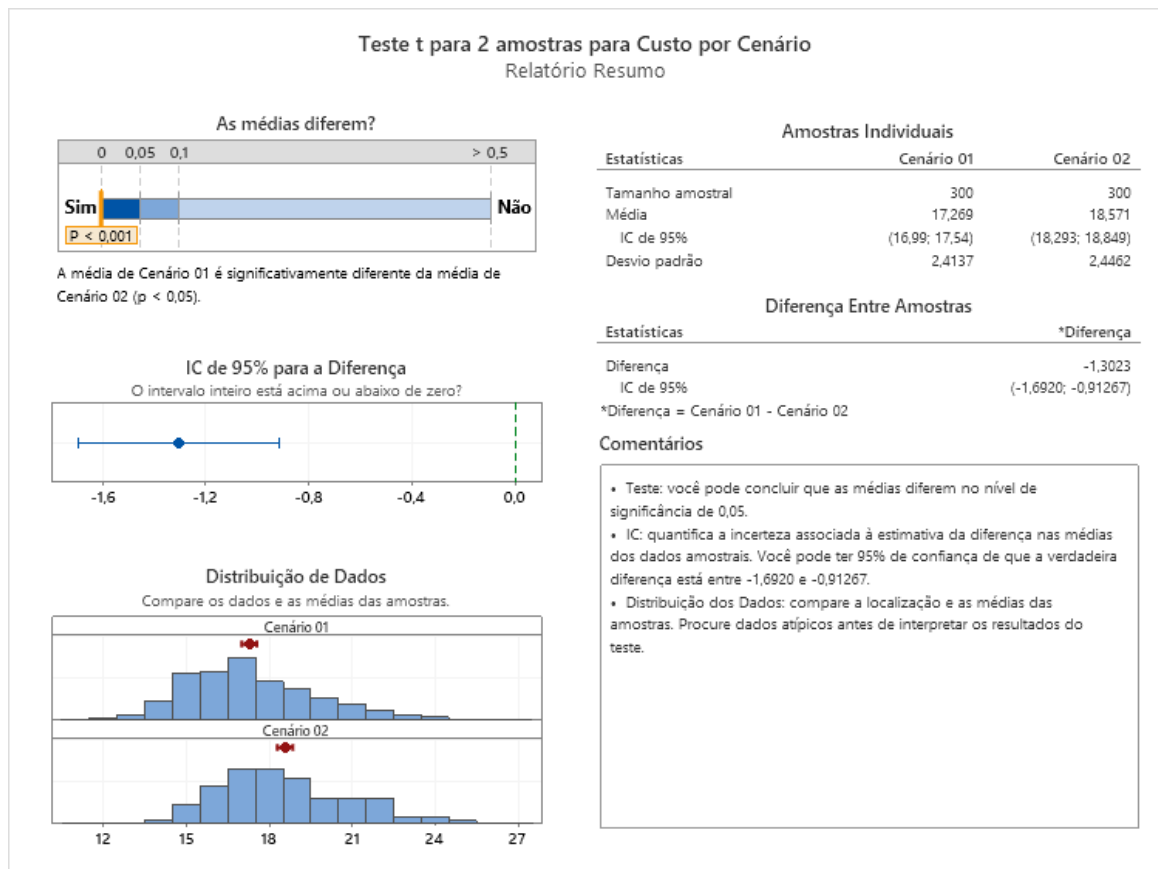 Teste t para 2 amostras para Custo por Cenário
Relatório Resumo
As médias diferem?
0 0,05 0,1 > 0,5
Sim Não
P < 0,001
A média de Cenário 01 é significativamente diferente da média de
Cenário 02 (p < 0,05).
IC de 95% para a Diferença
O intervalo inteiro está acima ou abaixo de zero?
-1,6 -1,2 -0,8 -0,4 0,0
Distribuição de Dados
Compare os dados e as médias das amostras.
Cenário 01
Cenário 02
12 15 18 21 24 27
Amostras Individuais
Estatísticas Cenário 01 Cenário 02
Tamanho amostral 300 300
Média 17,269 18,571
IC de 95% (16,99; 17,54) (18,293; 18,849)
Desvio padrão 2,4137 2,4462
Diferença Entre Amostras
Estatísticas *Diferença
Diferença -1,3023
IC de 95% (-1,6920; -0,91267)
*Diferença = Cenário 01 - Cenário 02
Comentários
• Teste: você pode concluir que as médias diferem no nível de
significância de 0,05.
• IC: quantifica a incerteza associada à estimativa da diferença nas médias
dos dados amostrais. Você pode ter 95% de confiança de que a verdadeira
diferença está entre -1,6920 e -0,91267.
• Distribuição dos Dados: compare a localização e as médias das
amostras. Procure dados atípicos antes de interpretar os resultados do
teste.